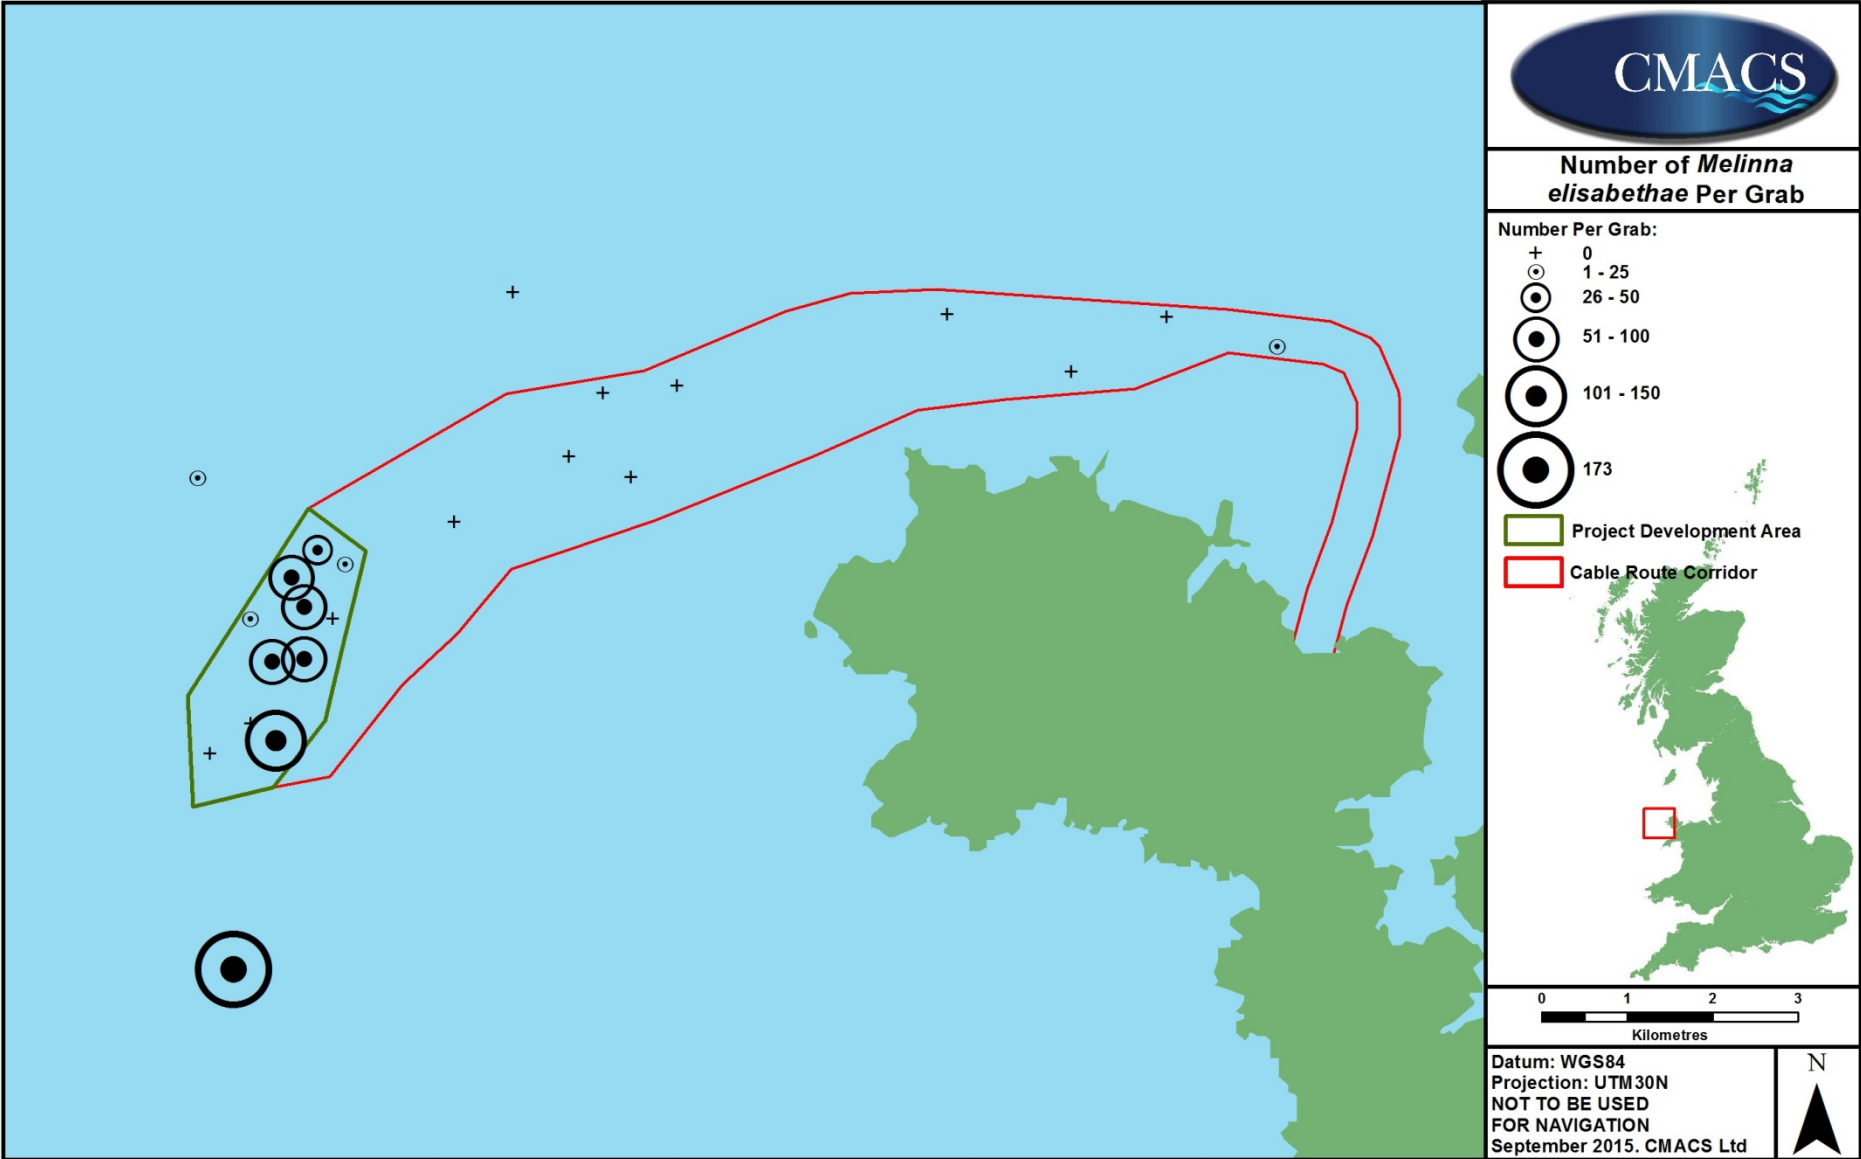 CMACS
Number of Melinna
elisabethae Per Grab
Number Per Grab:
0
1 - 25
26 - 50
51 - 100
101 - 150
173
Project Development Area
Cable Route Corridor
0 1 2 3
Kilometres
Datum: WGS84
Projection: UTM30N
NOT TO BE USED
FOR NAVIGATION
September 2015. CMACS Ltd
N